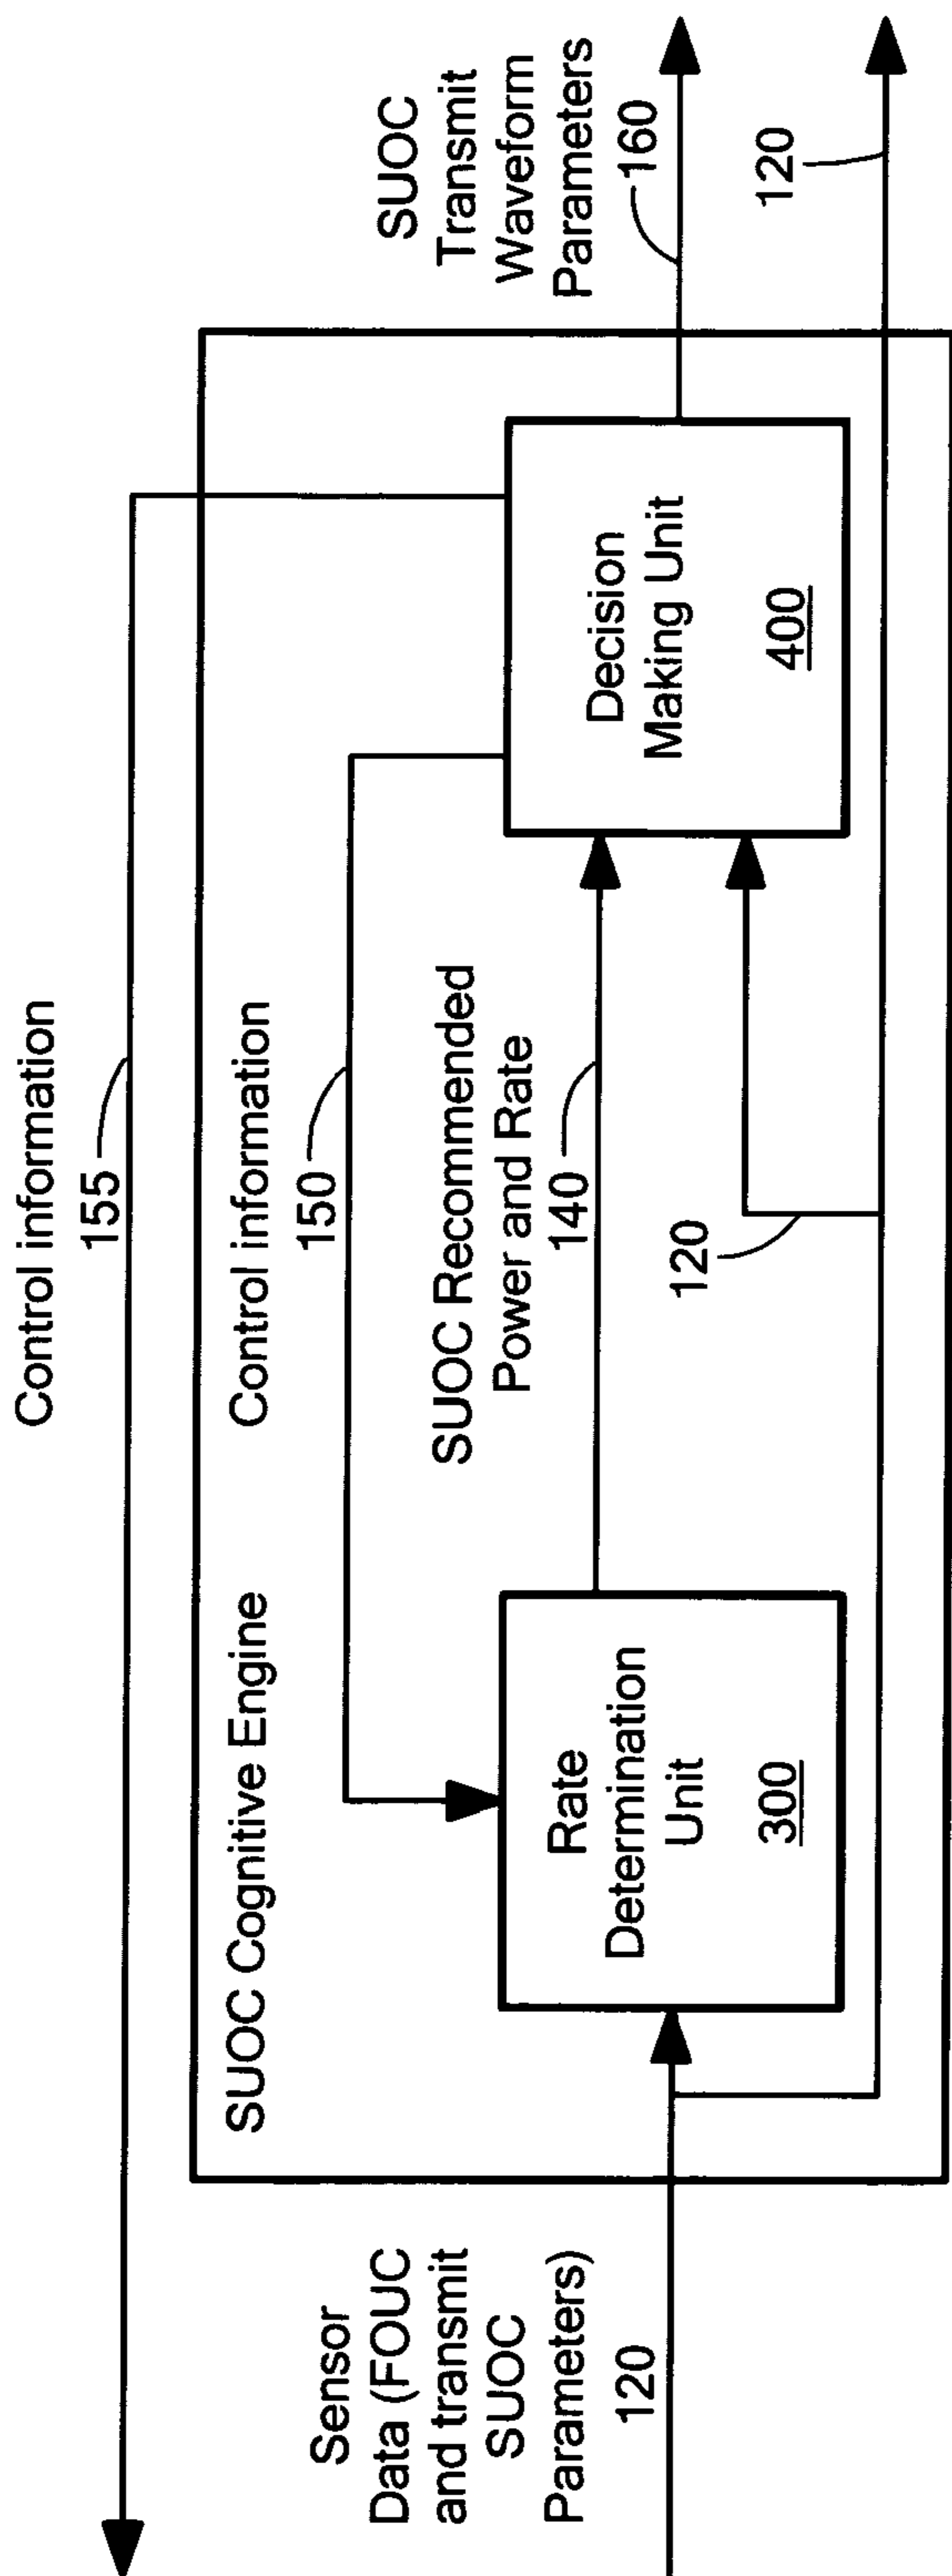 Control information
155
SUOC Cognitive Engine
Control information
150
Sensor
Data (FOUC
and transmit
SUOC
Parameters)
120
Rate
Determination
Unit
300
SUOC Recommended
Power and Rate
140
120
Decision
Making Unit
400
SUOC
Transmit
Waveform
Parameters
160
120